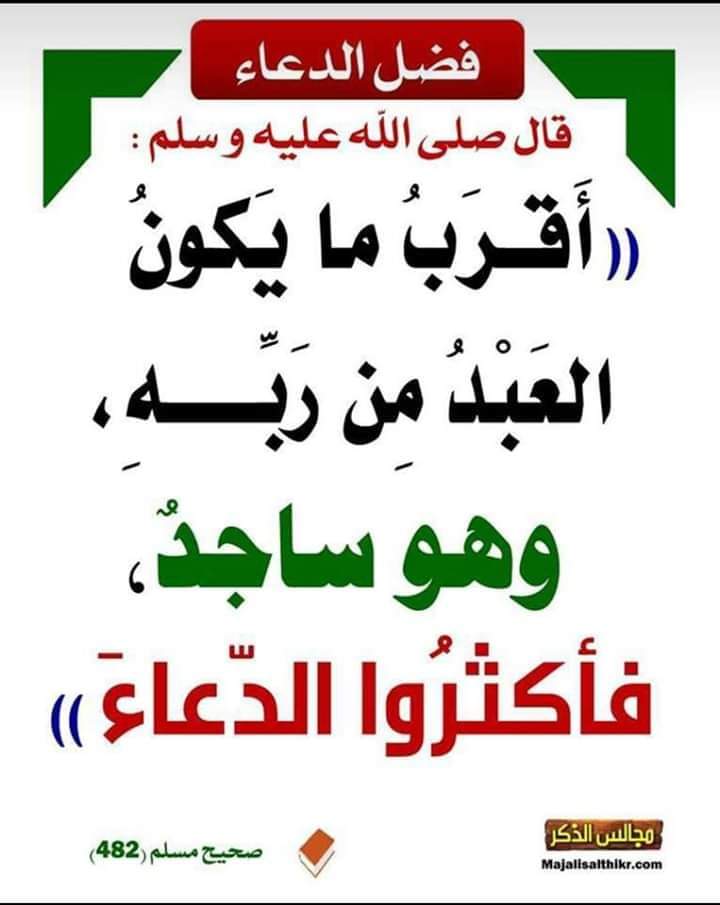 فضل الدعاء
قال صلى الله عليه وسلم :
((أَقـرَبُ ما يَكونُ
العَبْدُ مِن رَبِّـــهِ،
وهو ساجدٌ،
فأكثرُوا الدّعاءَ))
صحيح مسلم (482)
مجالس الذكر
Majalisalthikr.com